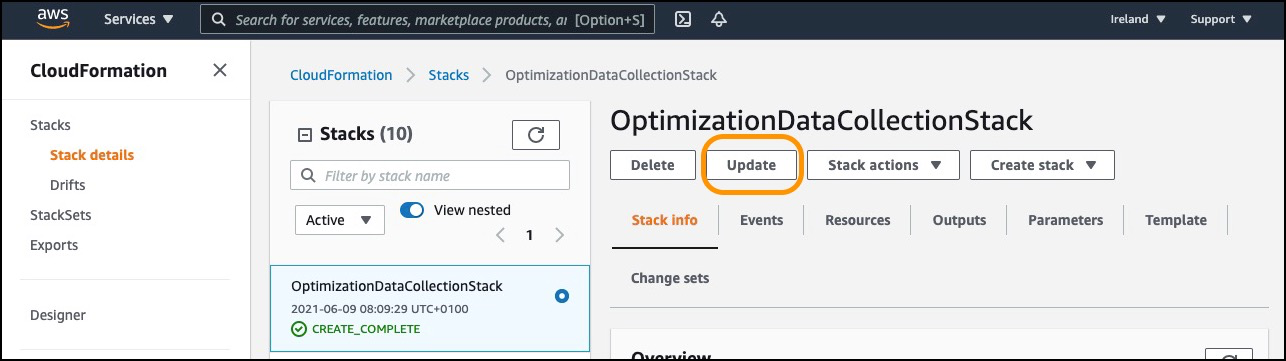 aws Services Search for services, features, marketplace products, ar [Option+S] Ireland Support
CloudFormation
Stacks
Stack details
Drifts
StackSets
Exports
Designer
CloudFormation Stacks OptimizationDataCollectionStack
Stacks (10)
Filter by stack name
Active View nested
1
OptimizationDataCollectionStack
2021-06-09 08:09:29 UTC+0100
CREATE_COMPLETE
OptimizationDataCollectionStack
Delete Update Stack actions Create stack
Stack info Events Resources Outputs Parameters Template
Change sets
Overview